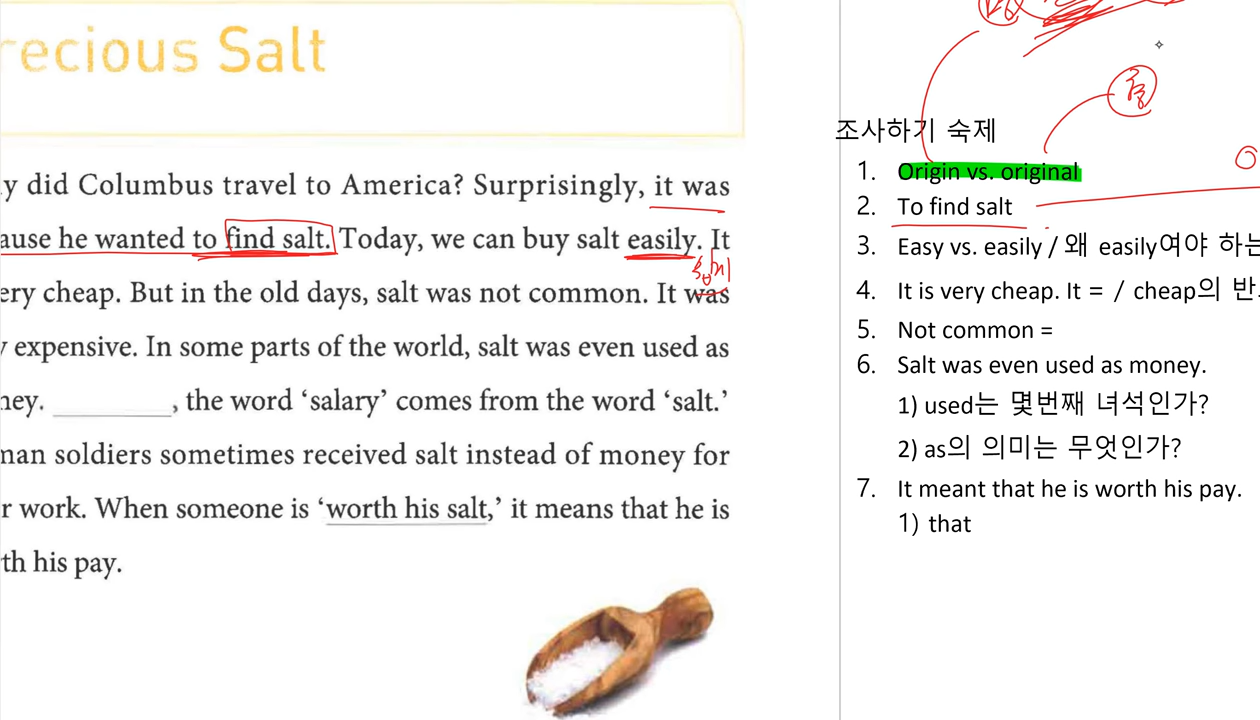 recious Salt
y did Columbus travel to America? Surprisingly, it was
ause he wanted to find salt. Today, we can buy salt easily. It
ery cheap. But in the old days, salt was not common. It was
expensive. In some parts of the world, salt was even used as
ney. ________, the word ‘salary’ comes from the word ‘salt.’
man soldiers sometimes received salt instead of money for
r work. When someone is ‘worth his salt,’ it means that he is
th his pay.
조사하기 숙제
1. Origin vs. original
2. To find salt
3. Easy vs. easily / 왜 easily여야 하는
4. It is very cheap. It = / cheap의 반
5. Not common =
6. Salt was even used as money.
1) used는 몇번째 녀석인가?
2) as의 의미는 무엇인가?
7. It meant that he is worth his pay.
1) that